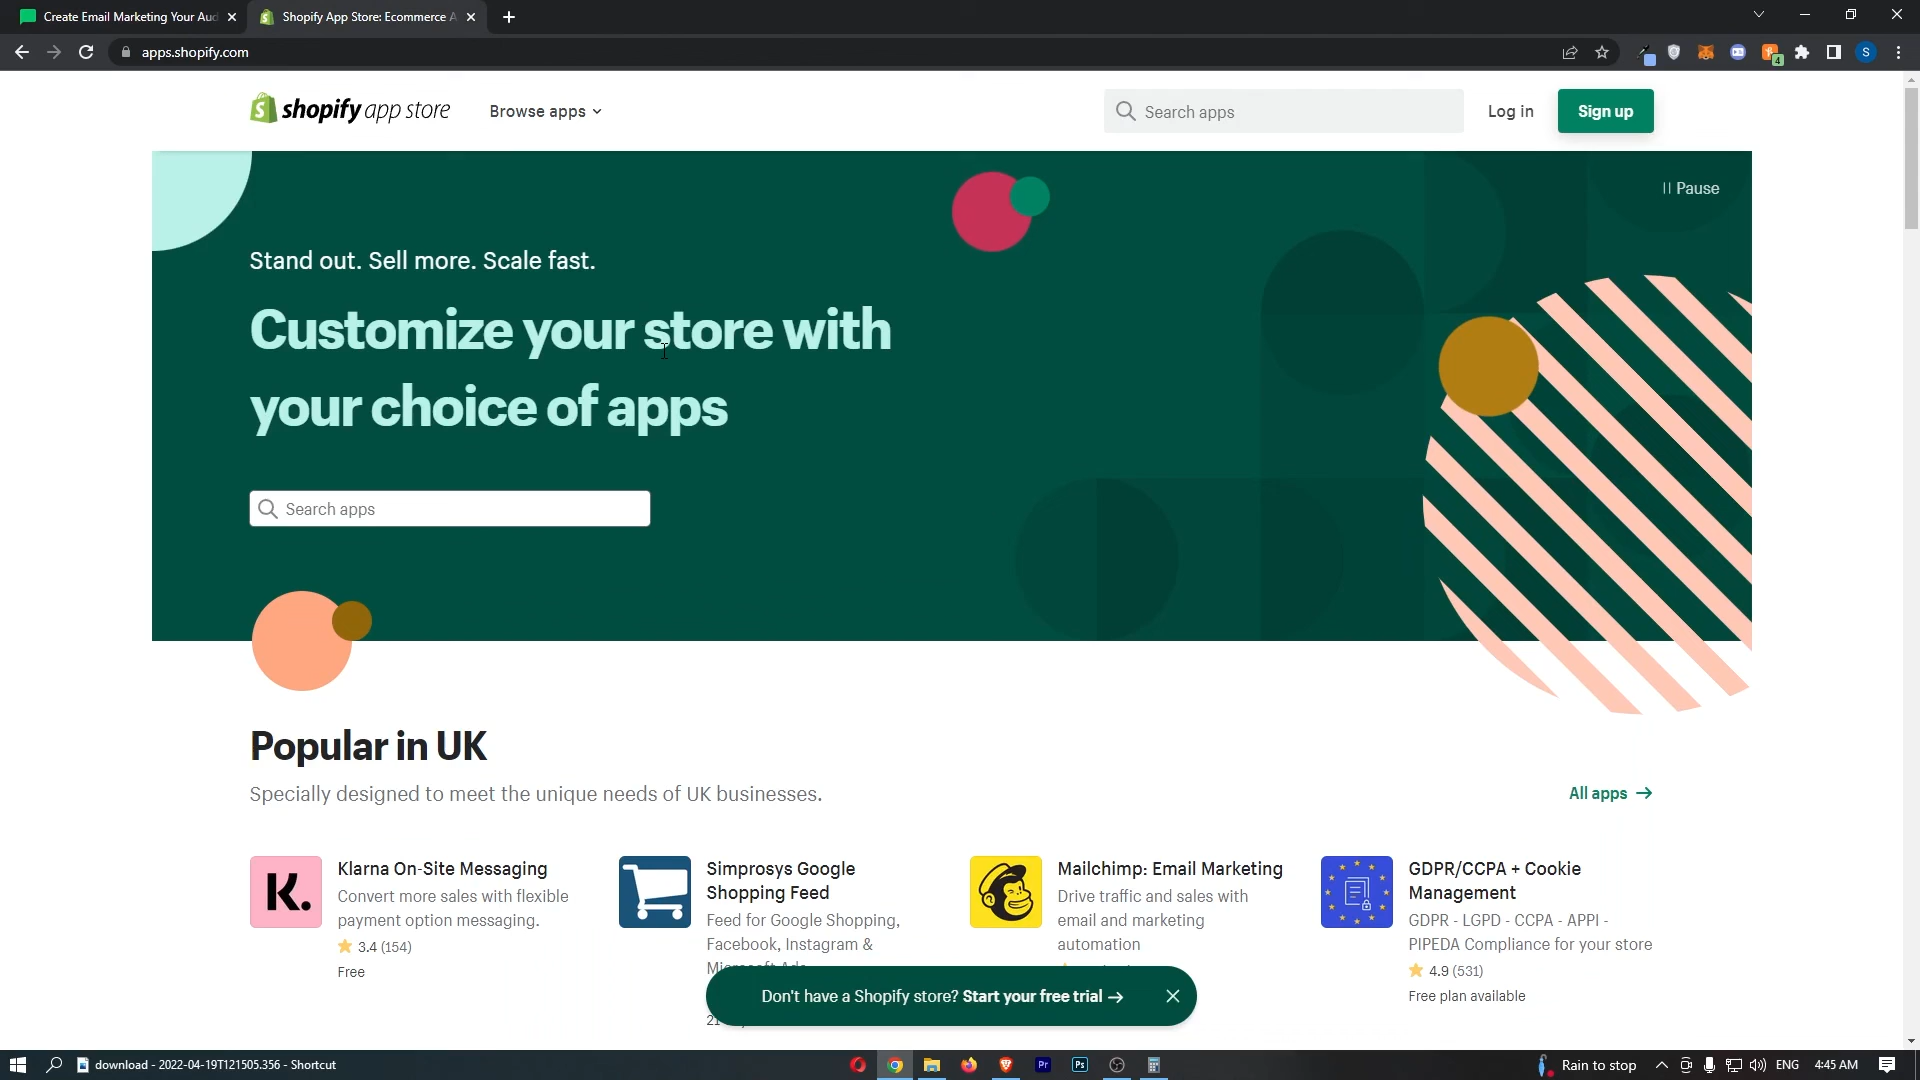 Create Email Marketing Your Aud
Shopify App Store: Ecommerce A
apps.shopify.com
4
S
shopify app store
Browse apps
Search apps
Log in
Sign up
Pause
Stand out. Sell more. Scale fast.
Customize your store with
your choice of apps
Search apps
Popular in UK
Specially designed to meet the unique needs of UK businesses.
All apps →
K.
Klarna On-Site Messaging
Convert more sales with flexible
payment option messaging.
3.4 (154)
Free
Simprosys Google
Shopping Feed
Feed for Google Shopping,
Facebook, Instagram &
Microsoft Ads
Mailchimp: Email Marketing
Drive traffic and sales with
email and marketing
automation
GDPR/CCPA + Cookie
Management
GDPR - LGPD - CCPA - APPI -
PIPEDA Compliance for your store
4.9 (531)
Free plan available
Don't have a Shopify store? Start your free trial →
download - 2022-04-19T121505.356 - Shortcut
Pr
Ps
Rain to stop
ENG
4:45 AM